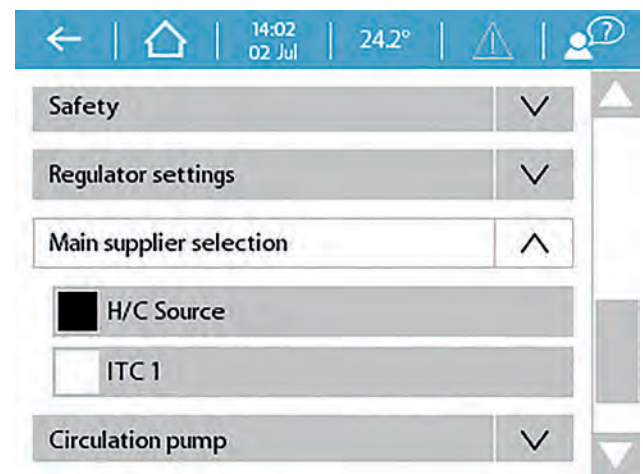 14:02
02 Jul
24.2°
?
Safety
Regulator settings
Main supplier selection
H/C Source
ITC 1
Circulation pump